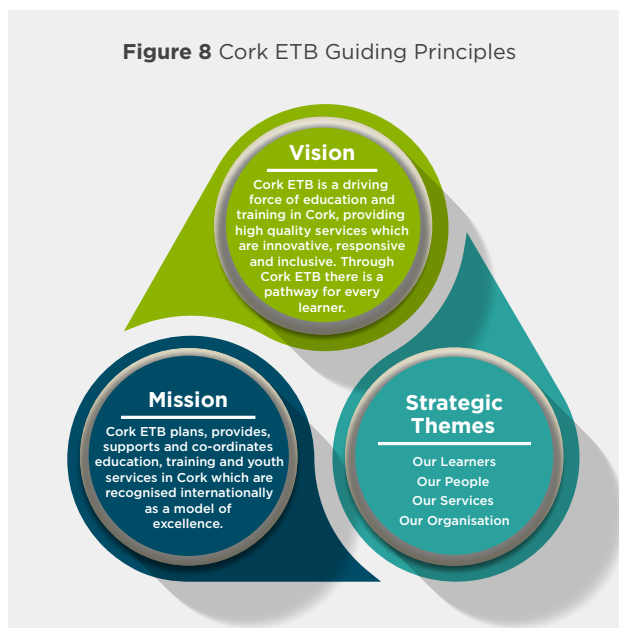 Figure 8 Cork ETB Guiding Principles
Vision
Cork ETB is a driving
force of education and
training in Cork, providing
high quality services which
are innovative, responsive
and inclusive. Through
Cork ETB there is a
pathway for every
learner.
Mission
Cork ETB plans, provides,
supports and co-ordinates
education, training and youth
services in Cork which are
recognised internationally
as a model of
excellence.
Strategic
Themes
Our Learners
Our People
Our Services
Our Organisation